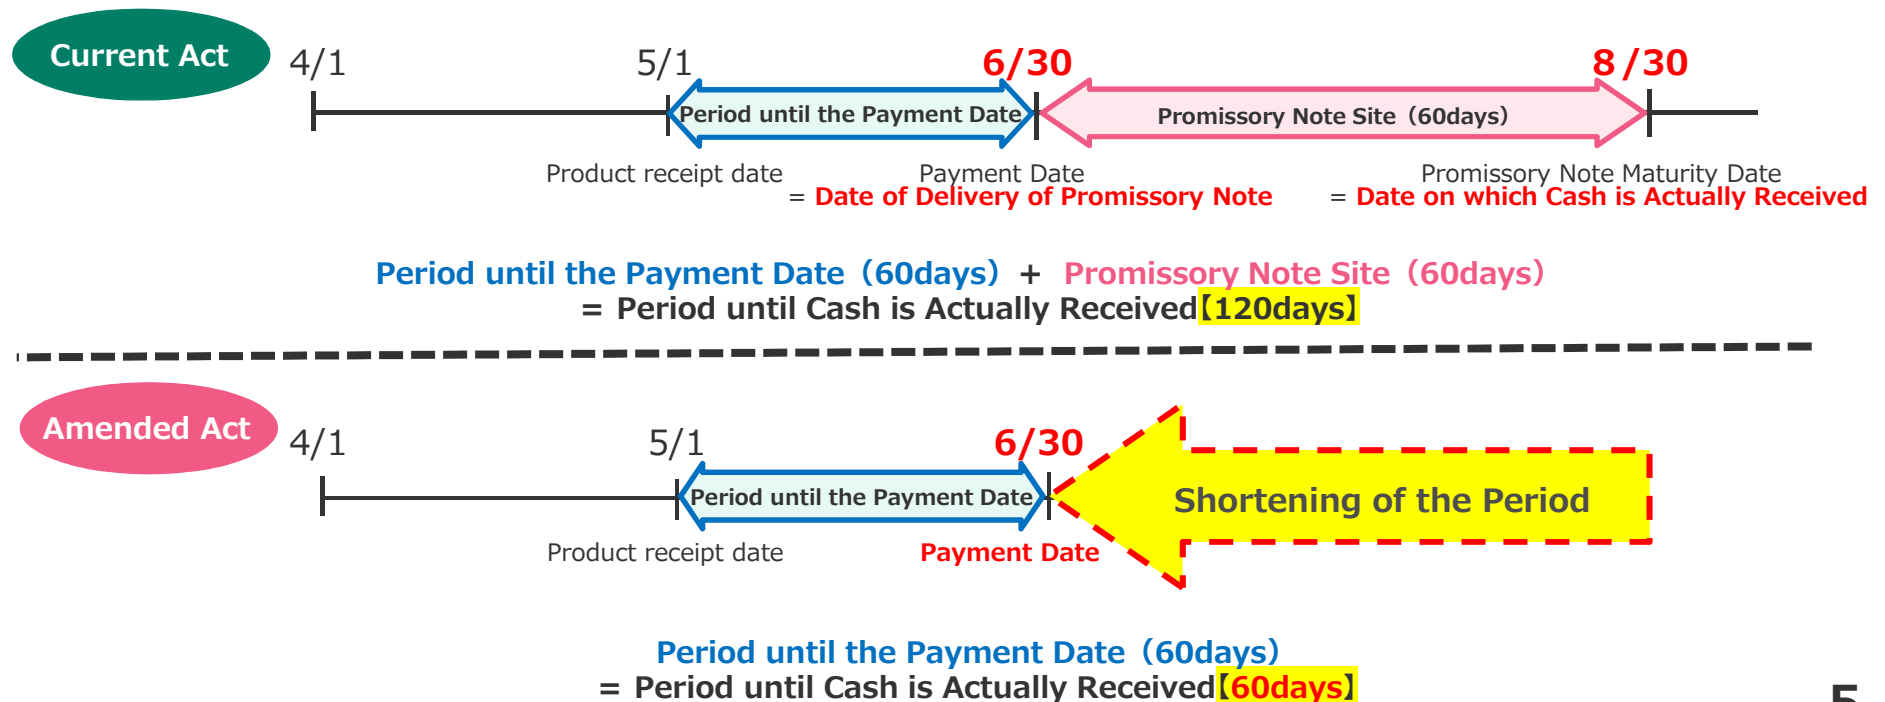 Current Act
4/1
5/1
6/30
8/30
Period until the Payment Date
Promissory Note Site（60days）
Product receipt date
Payment Date
Promissory Note Maturity Date
= Date of Delivery of Promissory Note
= Date on which Cash is Actually Received
Period until the Payment Date（60days）+ Promissory Note Site（60days）
= Period until Cash is Actually Received【120days】
Amended Act
4/1
5/1
6/30
Period until the Payment Date
Shortening of the Period
Product receipt date
Payment Date
Period until the Payment Date（60days）
= Period until Cash is Actually Received【60days】
5